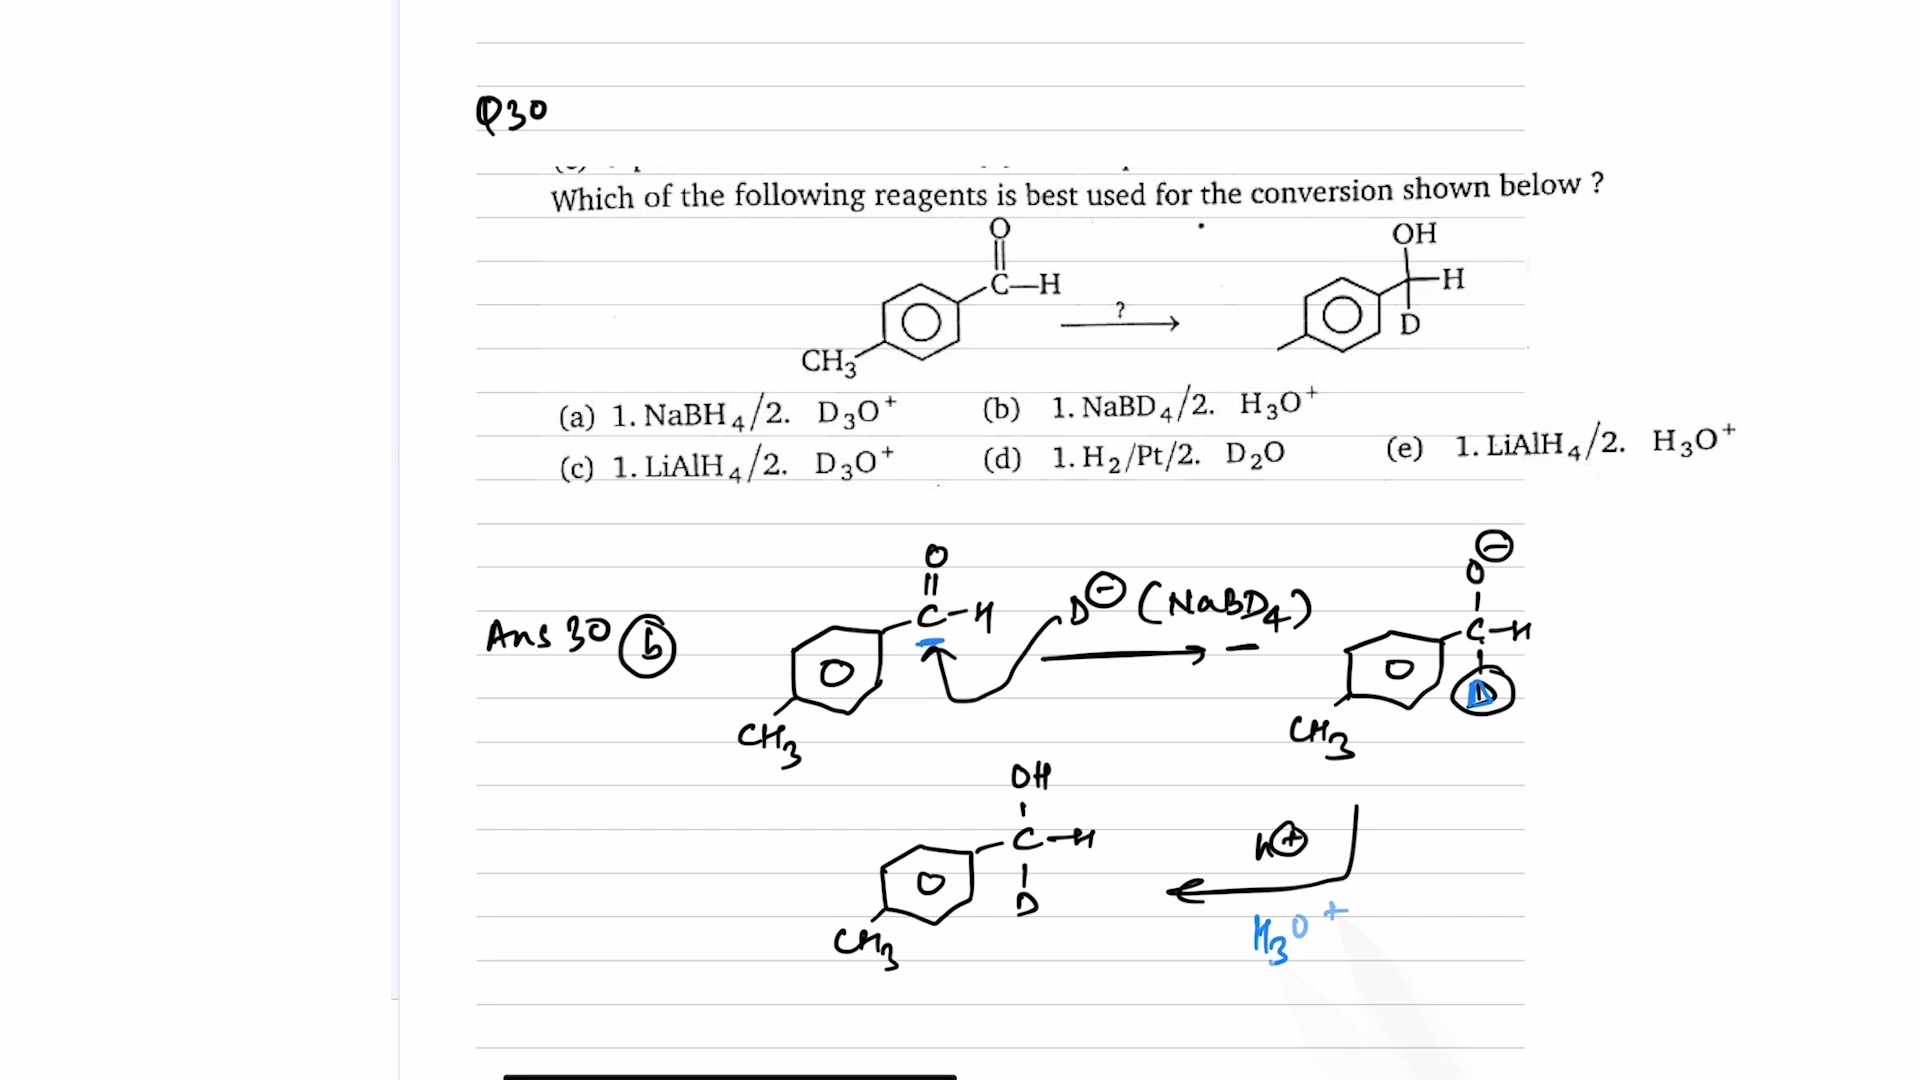 Q30
Which of the following reagents is best used for the conversion shown below ?
O
C—H
?
CH3
OH
H
D
(a) 1. NaBH4/2. D3O+ (b) 1. NaBD4/2. H3O+
(c) 1. LiAlH4/2. D3O+ (d) 1. H2/Pt/2. D2O (e) 1. LiAlH4/2. H3O+
Ans 30 (b)
O
C-H
CH3
D⊖ (NaBD4)
O⊖
C-H
D
CH3
OH
C-H
D
CH3
H⊕
H3O+